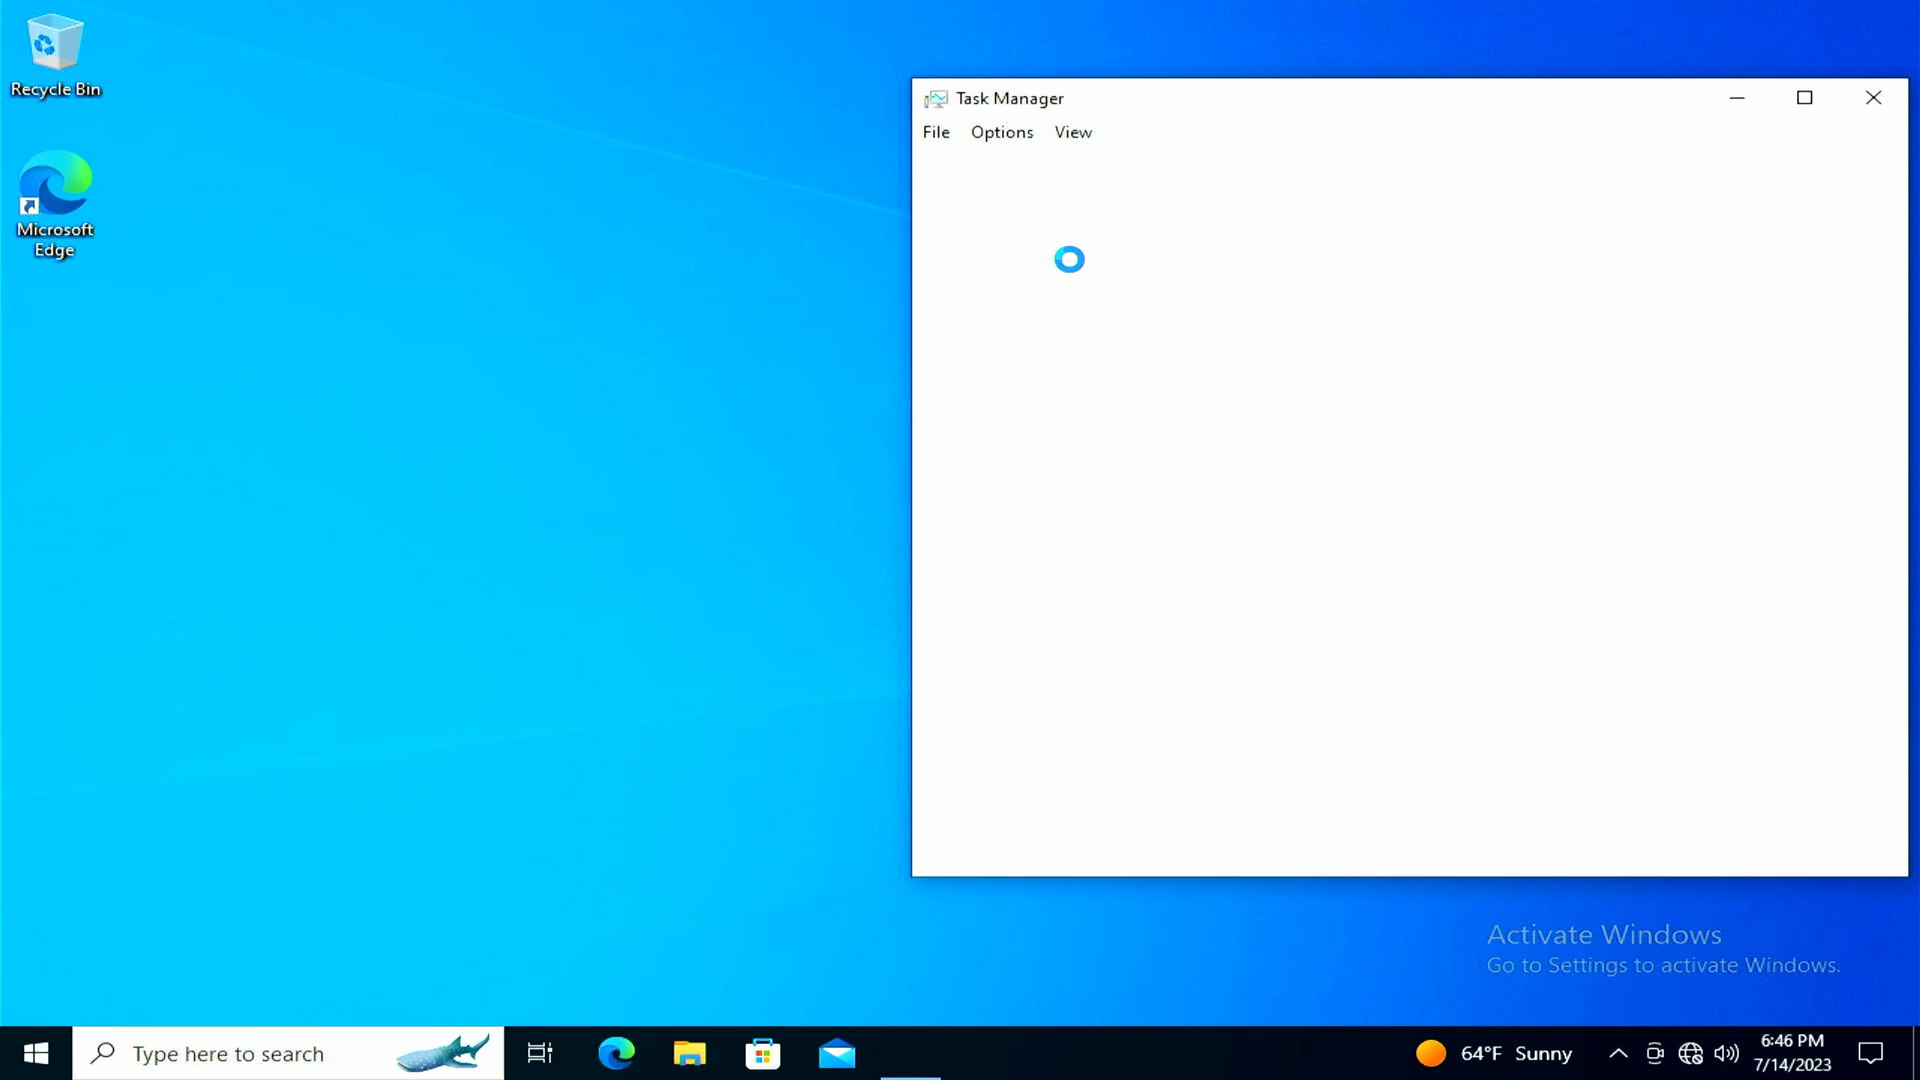 Recycle Bin
Microsoft
Edge
Task Manager
File Options View
Activate Windows
Go to Settings to activate Windows.
Type here to search
64°F Sunny
6:46 PM
7/14/2023